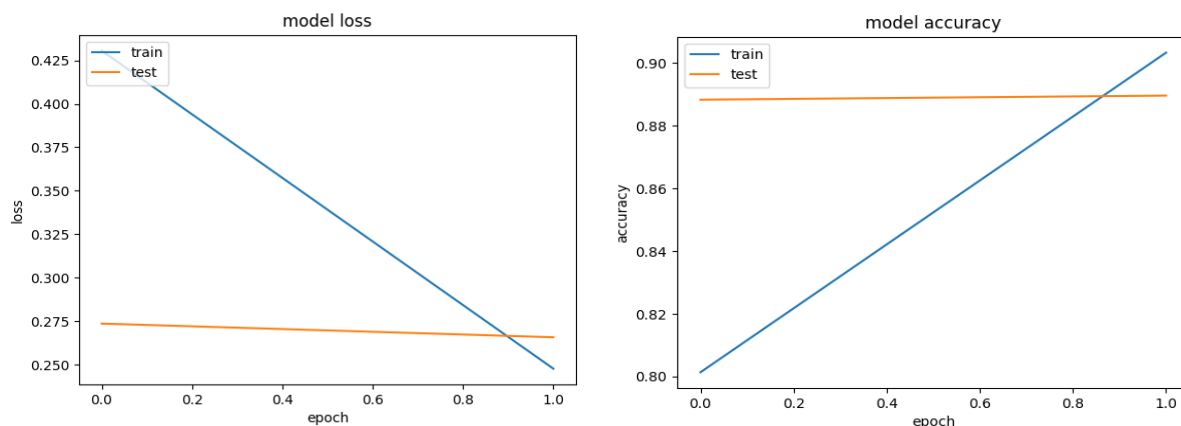 model loss
train
test
0.425
0.400
0.375
0.350
0.325
0.300
0.275
0.250
loss
0.0 0.2 0.4 0.6 0.8 1.0
epoch
model accuracy
train
test
0.90
0.88
0.86
0.84
0.82
0.80
accuracy
0.0 0.2 0.4 0.6 0.8 1.0
epoch